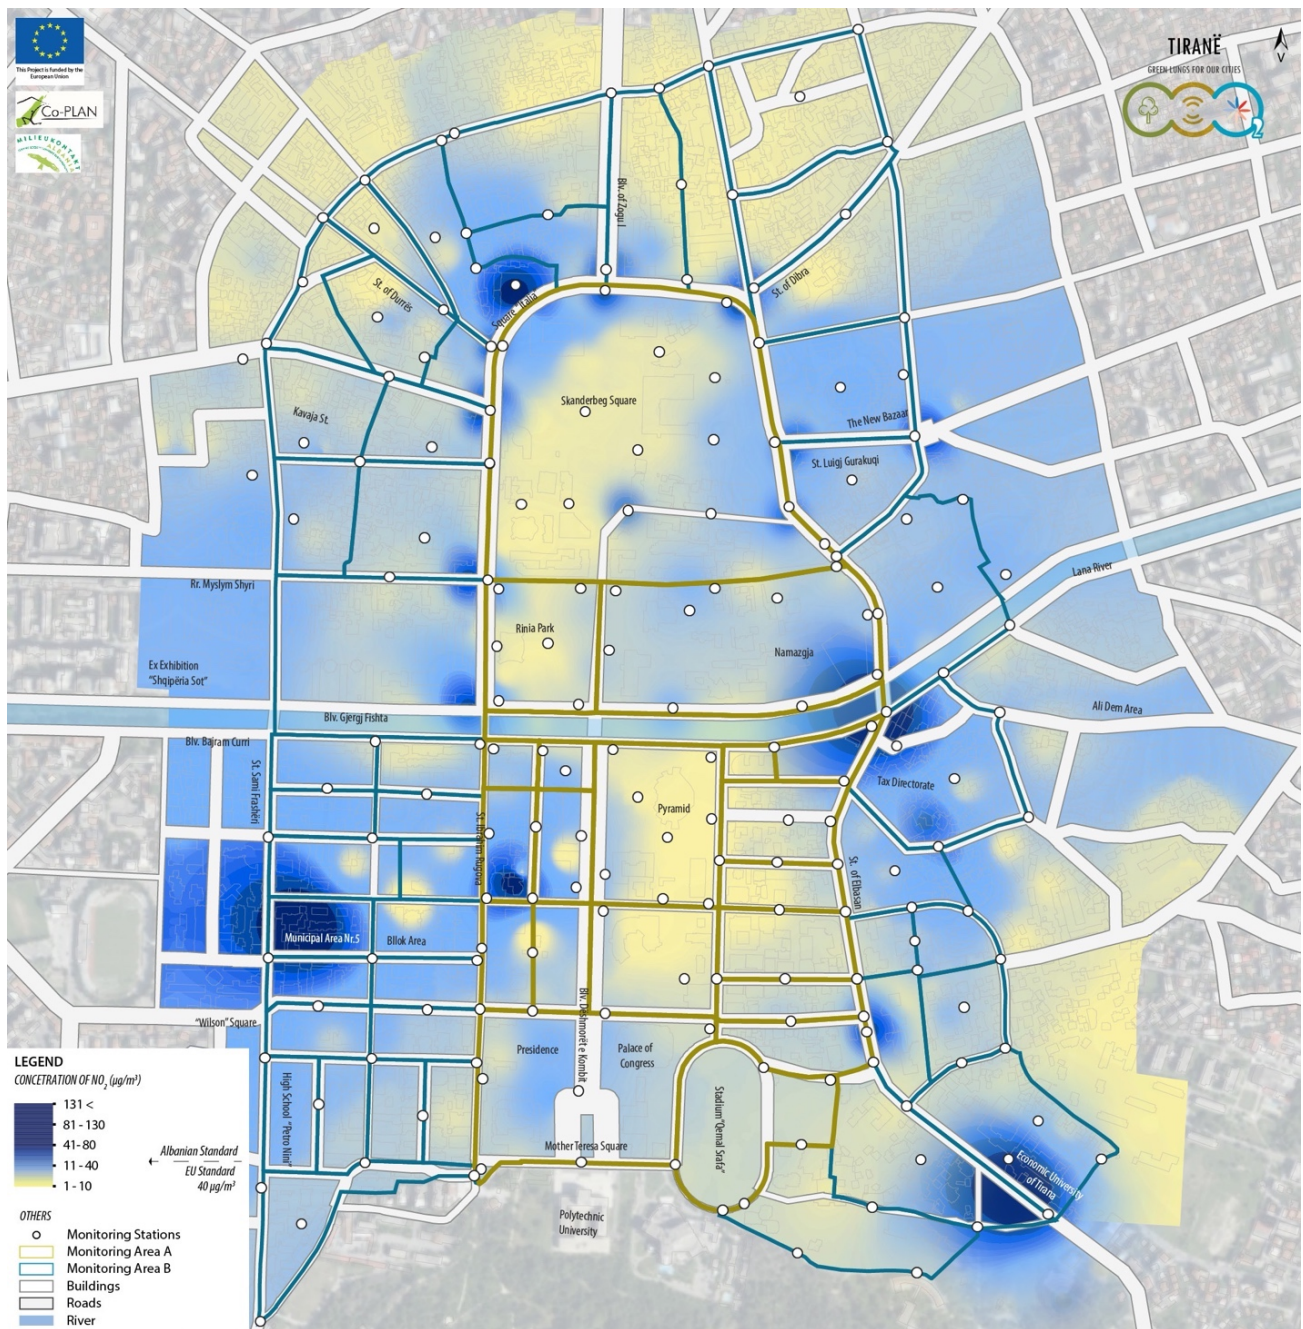 This Project is funded by the
European Union
Co-PLAN
MILIEUKONTAKT
ALBANIA
TIRANË
GREEN LUNGS FOR OUR CITIES
2
V
Blv. of Zogu I
St. of Durrës
Square "Italia"
St. of Dibra
Skanderbeg Square
Kavaja St.
The New Bazaar
St. Luigj Gurakuqi
Lana River
Rr. Myslym Shyri
Rinia Park
Namazgja
Ex Exhibition
"Shqipëria Sot"
Blv. Gjergj Fishta
Ali Dem Area
Blv. Bajram Curri
St. Sami Frashëri
Tax Directorate
Pyramid
St. Ibrahim Rugova
St. of Elbasan
Municipal Area Nr.5
Bllok Area
Blv. Dëshmorët e Kombit
"Wilson" Square
Presidence
Palace of
Congress
High School "Petro Nini"
Stadium "Qemal Stafa"
Mother Teresa Square
Economic University
of Tirana
Polytechnic
University
LEGEND
CONCETRATION OF NO₂ (µg/m³)
131 <
81 - 130
41 - 80
11 - 40
1 - 10
Albanian Standard
EU Standard
40 µg/m³
OTHERS
Monitoring Stations
Monitoring Area A
Monitoring Area B
Buildings
Roads
River